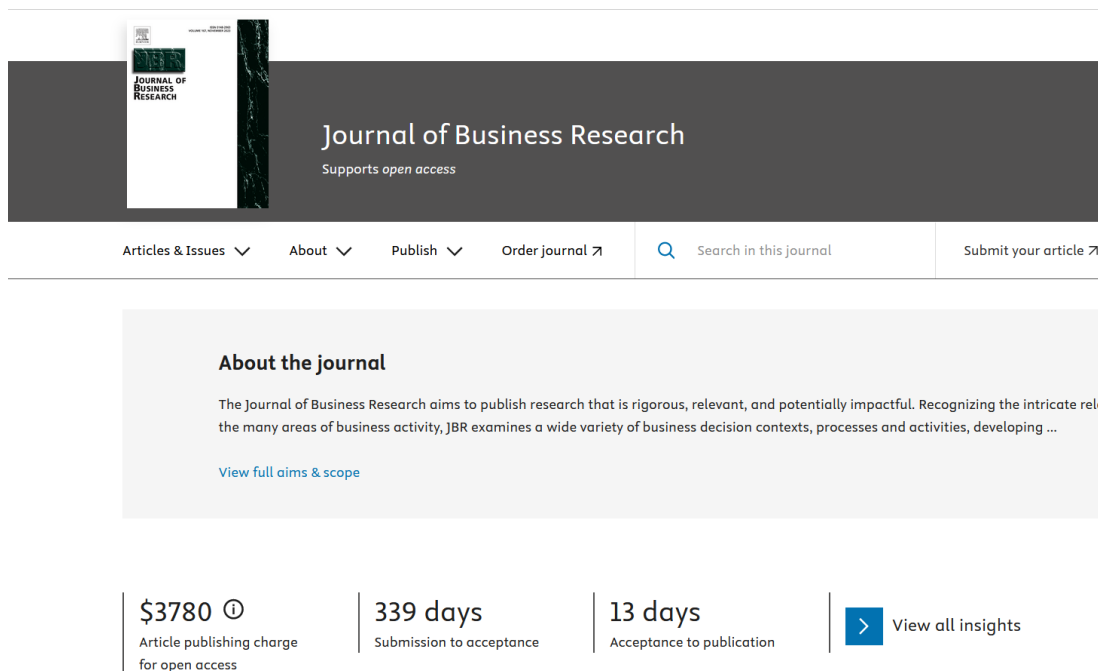 JOURNAL OF
BUSINESS
RESEARCH
Journal of Business Research
Supports open access
Articles & Issues
About
Publish
Order journal
Search in this journal
Submit your article
About the journal
The Journal of Business Research aims to publish research that is rigorous, relevant, and potentially impactful. Recognizing the intricate
the many areas of business activity, JBR examines a wide variety of business decision contexts, processes and activities, developing ...
View full aims & scope
$3780
Article publishing charge
for open access
339 days
Submission to acceptance
13 days
Acceptance to publication
View all insights